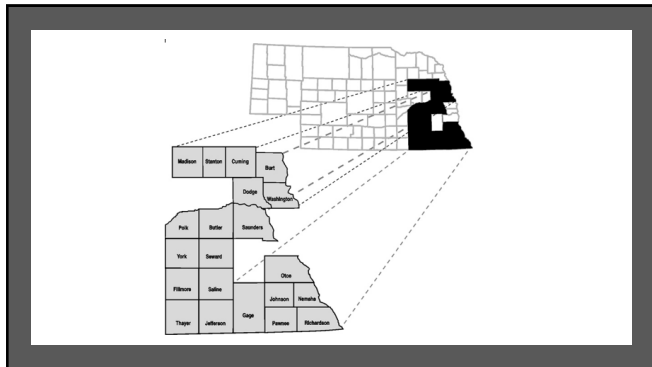 Madison Stanton Cuming
Burt
Dodge
Washington
Polk Butler Saunders
York Seward
Otoe
Fillmore Saline
Johnson Nemaha
Gage
Thayer Jefferson Pawnee Richardson